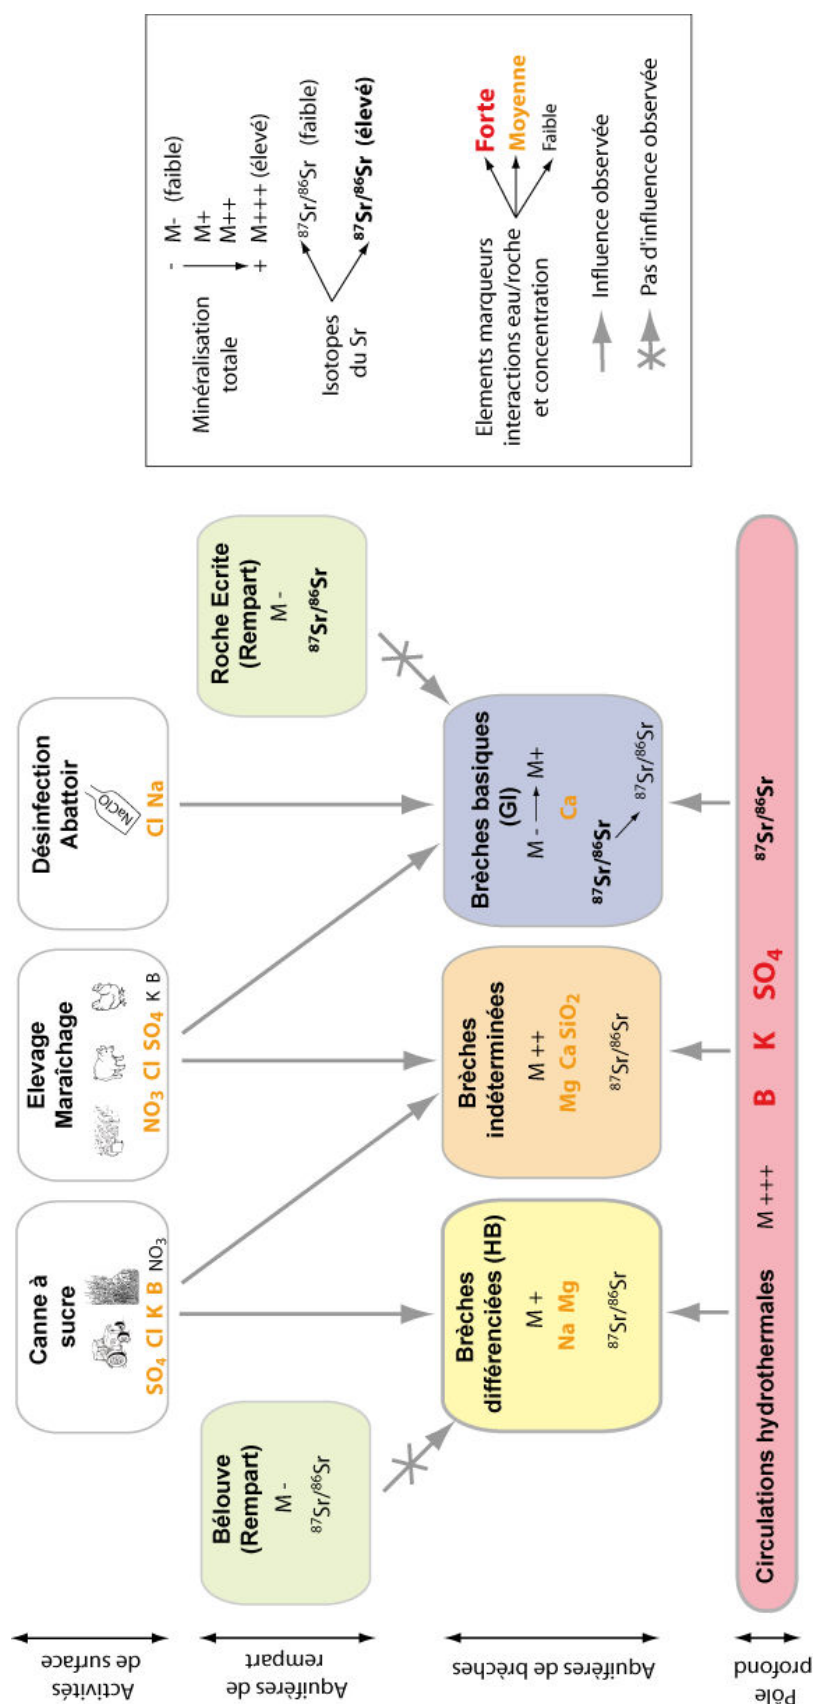 Activités
de surface
Canne à
sucre
SO4 Cl K B NO3
Elevage
Maraîchage
NO3 Cl SO4 K B
Désinfection
Abattoir
NaClO
Cl Na
Aquifères de
rempart
Bélouve
(Rempart)
M -
87Sr/86Sr
Roche Ecrite
(Rempart)
M -
87Sr/86Sr
Aquifères de brèches
Brèches
différenciées (HB)
M +
Na Mg
87Sr/86Sr
Brèches
indéterminées
M ++
Mg Ca SiO2
87Sr/86Sr
Brèches basiques
(GI)
M - → M+
Ca
87Sr/86Sr
87Sr/86Sr
Pôle
profond
Circulations hydrothermales M +++ B K SO4 87Sr/86Sr
Minéralisation
totale
- M- (faible)
M+
M++
+ M+++ (élevé)
Isotopes
du Sr
87Sr/86Sr (faible)
87Sr/86Sr (élevé)
Elements marqueurs
interactions eau/roche
et concentration
Forte
Moyenne
Faible
Influence observée
Pas d'influence observée